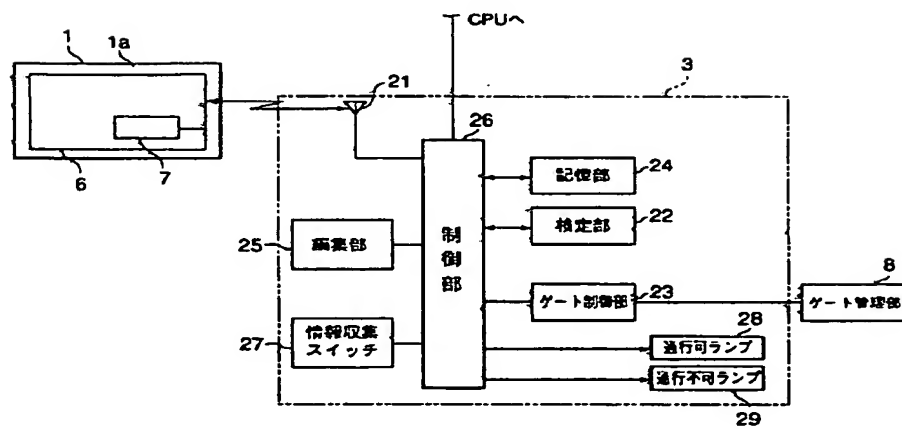 CPUへ
1
1a
21
3
26
6
7
記憶部
24
検定部
22
25
編集部
制御部
ゲート制御部
23
8
ゲート管理部
27
情報収集
スイッチ
28
通行可ランプ
通行不可ランプ
29